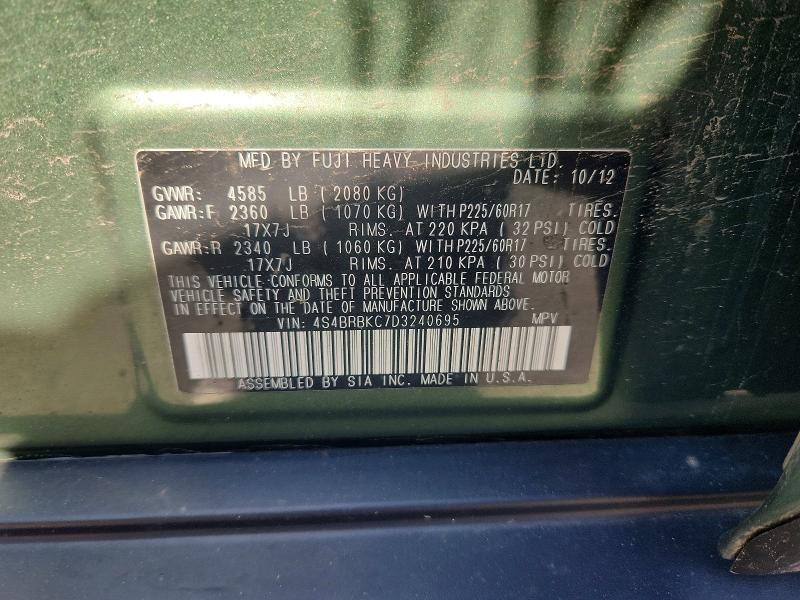 MFD BY FUJI HEAVY INDUSTRIES LTD.
DATE: 10/12
GVWR: 4585 LB ( 2080 KG)
GAWR:F 2360 LB ( 1070 KG) WITH P225/60R17 TIRES.
17X7J RIMS. AT 220 KPA ( 32 PSI) COLD
GAWR:R 2340 LB ( 1060 KG) WITH P225/60R17 TIRES.
17X7J RIMS. AT 210 KPA ( 30 PSI) COLD
THIS VEHICLE CONFORMS TO ALL APPLICABLE FEDERAL MOTOR
VEHICLE SAFETY AND THEFT PREVENTION STANDARDS
IN EFFECT ON THE DATE OF MANUFACTURE SHOWN ABOVE.
VIN: 4S4BRBKC7D3240695 MPV
ASSEMBLED BY SIA INC. MADE IN U.S.A.